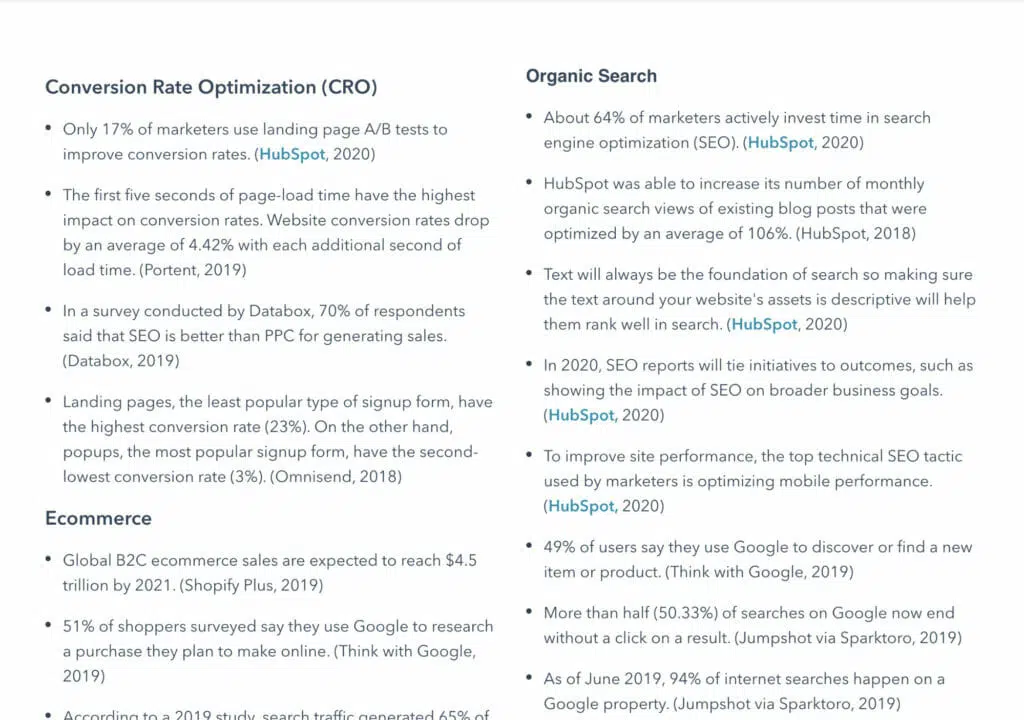 Conversion Rate Optimization (CRO)
• Only 17% of marketers use landing page A/B tests to
improve conversion rates. (HubSpot, 2020)
• The first five seconds of page-load time have the highest
impact on conversion rates. Website conversion rates drop
by an average of 4.42% with each additional second of
load time. (Portent, 2019)
• In a survey conducted by Databox, 70% of respondents
said that SEO is better than PPC for generating sales.
(Databox, 2019)
• Landing pages, the least popular type of signup form, have
the highest conversion rate (23%). On the other hand,
popups, the most popular signup form, have the second-
lowest conversion rate (3%). (Omnisend, 2018)
Ecommerce
• Global B2C ecommerce sales are expected to reach $4.5
trillion by 2021. (Shopify Plus, 2019)
• 51% of shoppers surveyed say they use Google to research
a purchase they plan to make online. (Think with Google,
2019)
• According to a 2019 study, search traffic generated 65% of
Organic Search
• About 64% of marketers actively invest time in search
engine optimization (SEO). (HubSpot, 2020)
• HubSpot was able to increase its number of monthly
organic search views of existing blog posts that were
optimized by an average of 106%. (HubSpot, 2018)
• Text will always be the foundation of search so making sure
the text around your website's assets is descriptive will help
them rank well in search. (HubSpot, 2020)
• In 2020, SEO reports will tie initiatives to outcomes, such as
showing the impact of SEO on broader business goals.
(HubSpot, 2020)
• To improve site performance, the top technical SEO tactic
used by marketers is optimizing mobile performance.
(HubSpot, 2020)
• 49% of users say they use Google to discover or find a new
item or product. (Think with Google, 2019)
• More than half (50.33%) of searches on Google now end
without a click on a result. (Jumpshot via Sparktoro, 2019)
• As of June 2019, 94% of internet searches happen on a
Google property. (Jumpshot via Sparktoro, 2019)